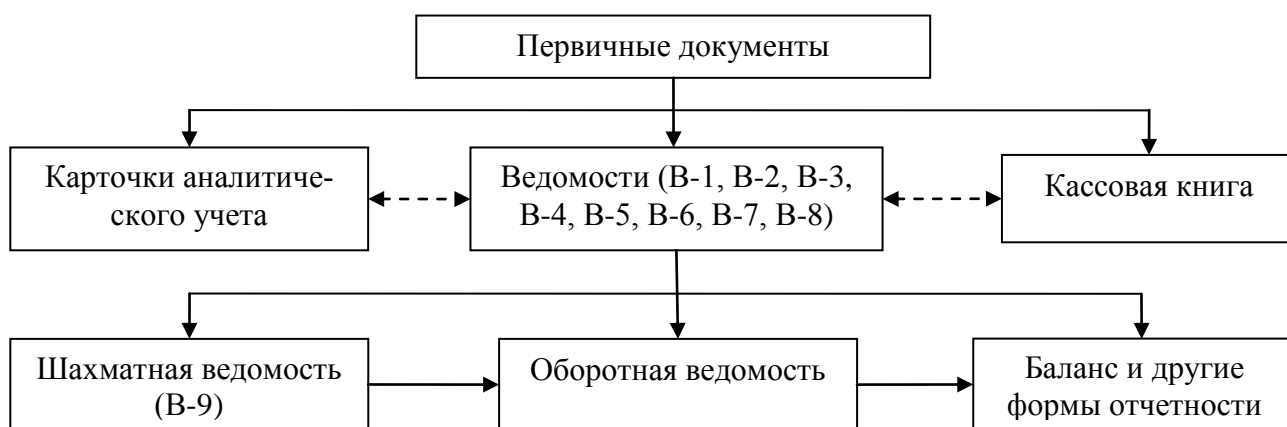 Первичные документы
Карточки аналитиче-
ского учета
Ведомости (В-1, В-2, В-3,
В-4, В-5, В-6, В-7, В-8)
Кассовая книга
Шахматная ведомость
(В-9)
Оборотная ведомость
Баланс и другие
формы отчетности